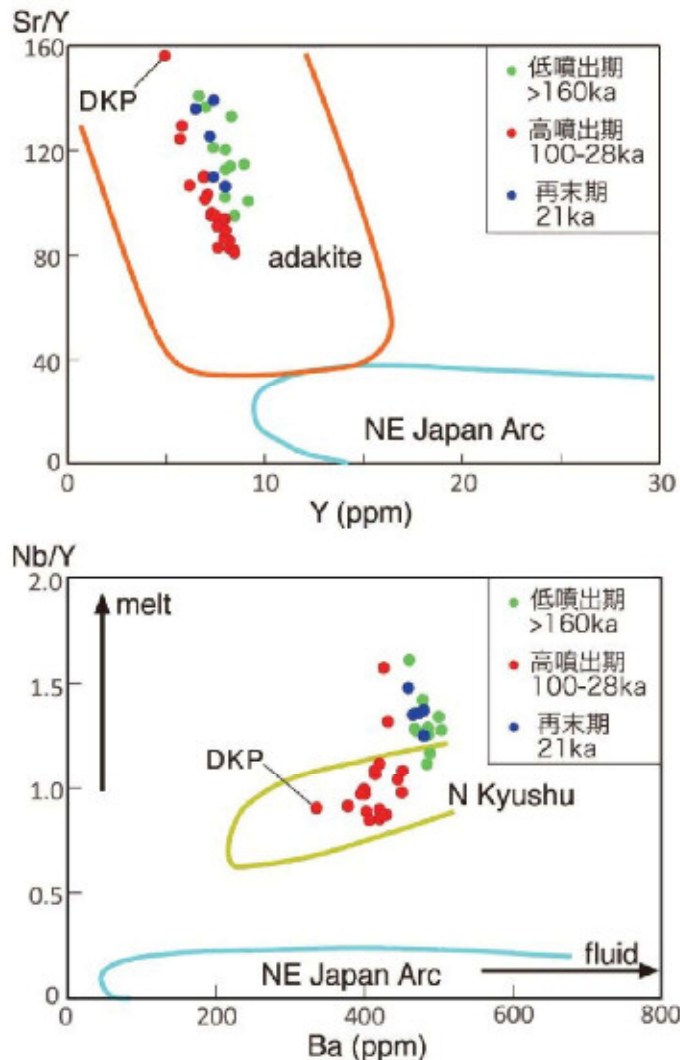 Sr/Y
160
120
80
40
0
DKP
低噴出期
>160ka
高噴出期
100-28ka
再末期
21ka
adakite
NE Japan Arc
0
10
20
30
Y (ppm)
Nb/Y
2.0
1.5
1.0
0.5
0
melt
低噴出期
>160ka
高噴出期
100-28ka
再末期
21ka
DKP
N Kyushu
NE Japan Arc
fluid
0
200
400
600
800
Ba (ppm)